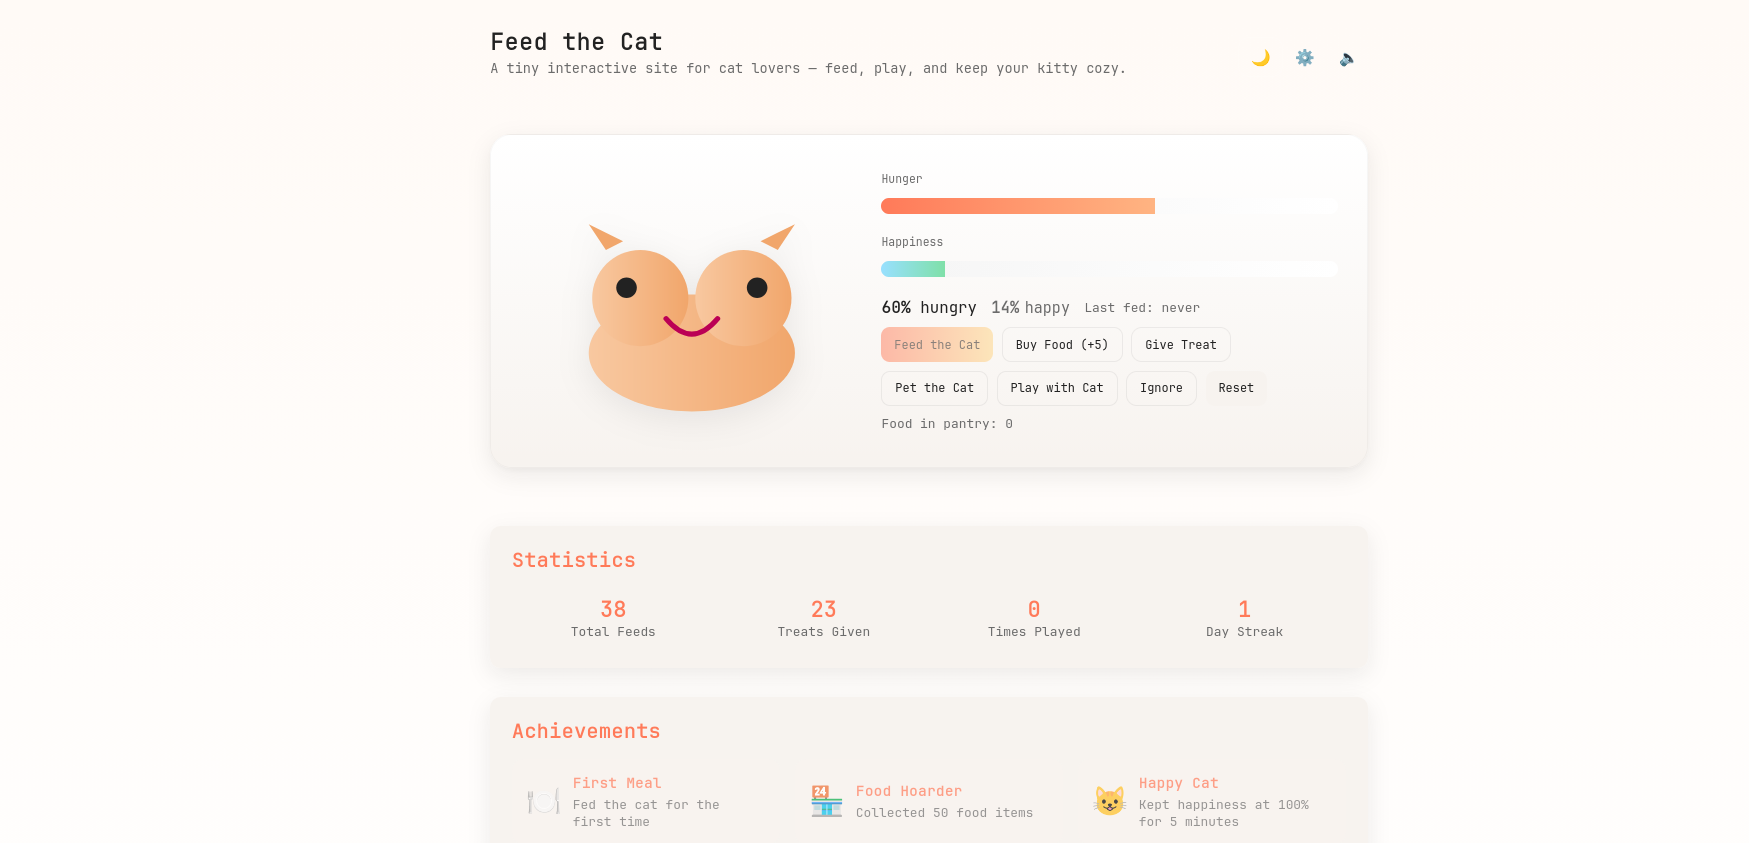 Feed the Cat
A tiny interactive site for cat lovers — feed, play, and keep your kitty cozy.
Hunger
Happiness
60% hungry 14% happy Last fed: never
Feed the Cat Buy Food (+5) Give Treat
Pet the Cat Play with Cat Ignore Reset
Food in pantry: 0
Statistics
38 23 0 1
Total Feeds Treats Given Times Played Day Streak
Achievements
First Meal
Fed the cat for the
first time
24
Food Hoarder
Collected 50 food items
Happy Cat
Kept happiness at 100%
for 5 minutes